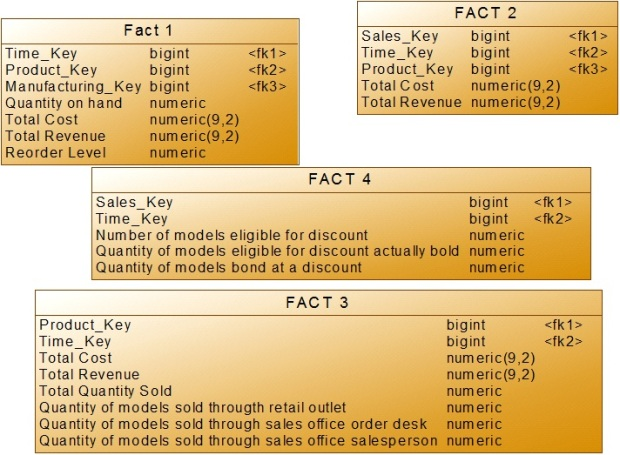 Fact 1
Time_Key bigint <fk1>
Product_Key bigint <fk2>
Manufacturing_Key bigint <fk3>
Quantity on hand numeric
Total Cost numeric(9,2)
Total Revenue numeric(9,2)
Reorder Level numeric
FACT 2
Sales_Key bigint <fk1>
Time_Key bigint <fk2>
Product_Key bigint <fk3>
Total Cost numeric(9,2)
Total Revenue numeric(9,2)
FACT 4
Sales_Key bigint <fk1>
Time_Key bigint <fk2>
Number of models eligible for discount numeric
Quantity of models eligible for discount actually bold numeric
Quantity of models bond at a discount numeric
FACT 3
Product_Key bigint <fk1>
Time_Key bigint <fk2>
Total Cost numeric(9,2)
Total Revenue numeric(9,2)
Total Quantity Sold numeric
Quantity of models sold througth retail outlet numeric
Quantity of models sold through sales office order desk numeric
Quantity of models sold through sales office salesperson numeric